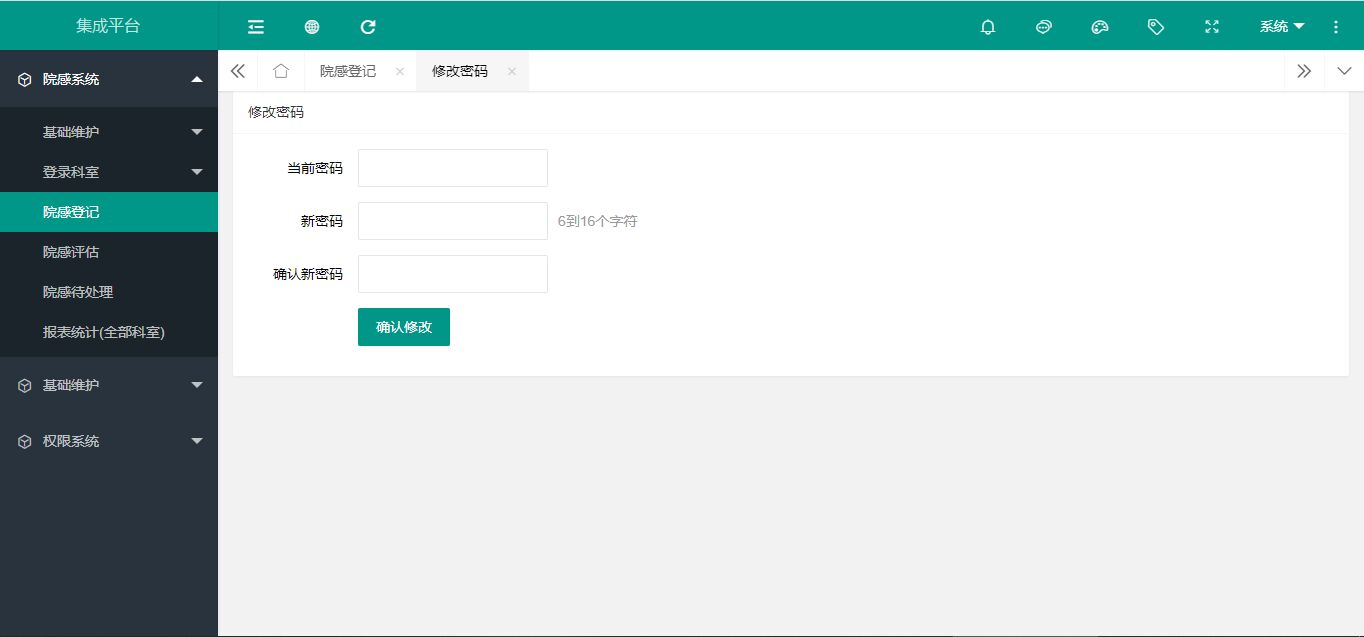 集成平台
系统
院感系统
基础维护
登录科室
院感登记
院感评估
院感待处理
报表统计(全部科室)
基础维护
权限系统
院感登记
修改密码
修改密码
当前密码
新密码
6到16个字符
确认新密码
确认修改